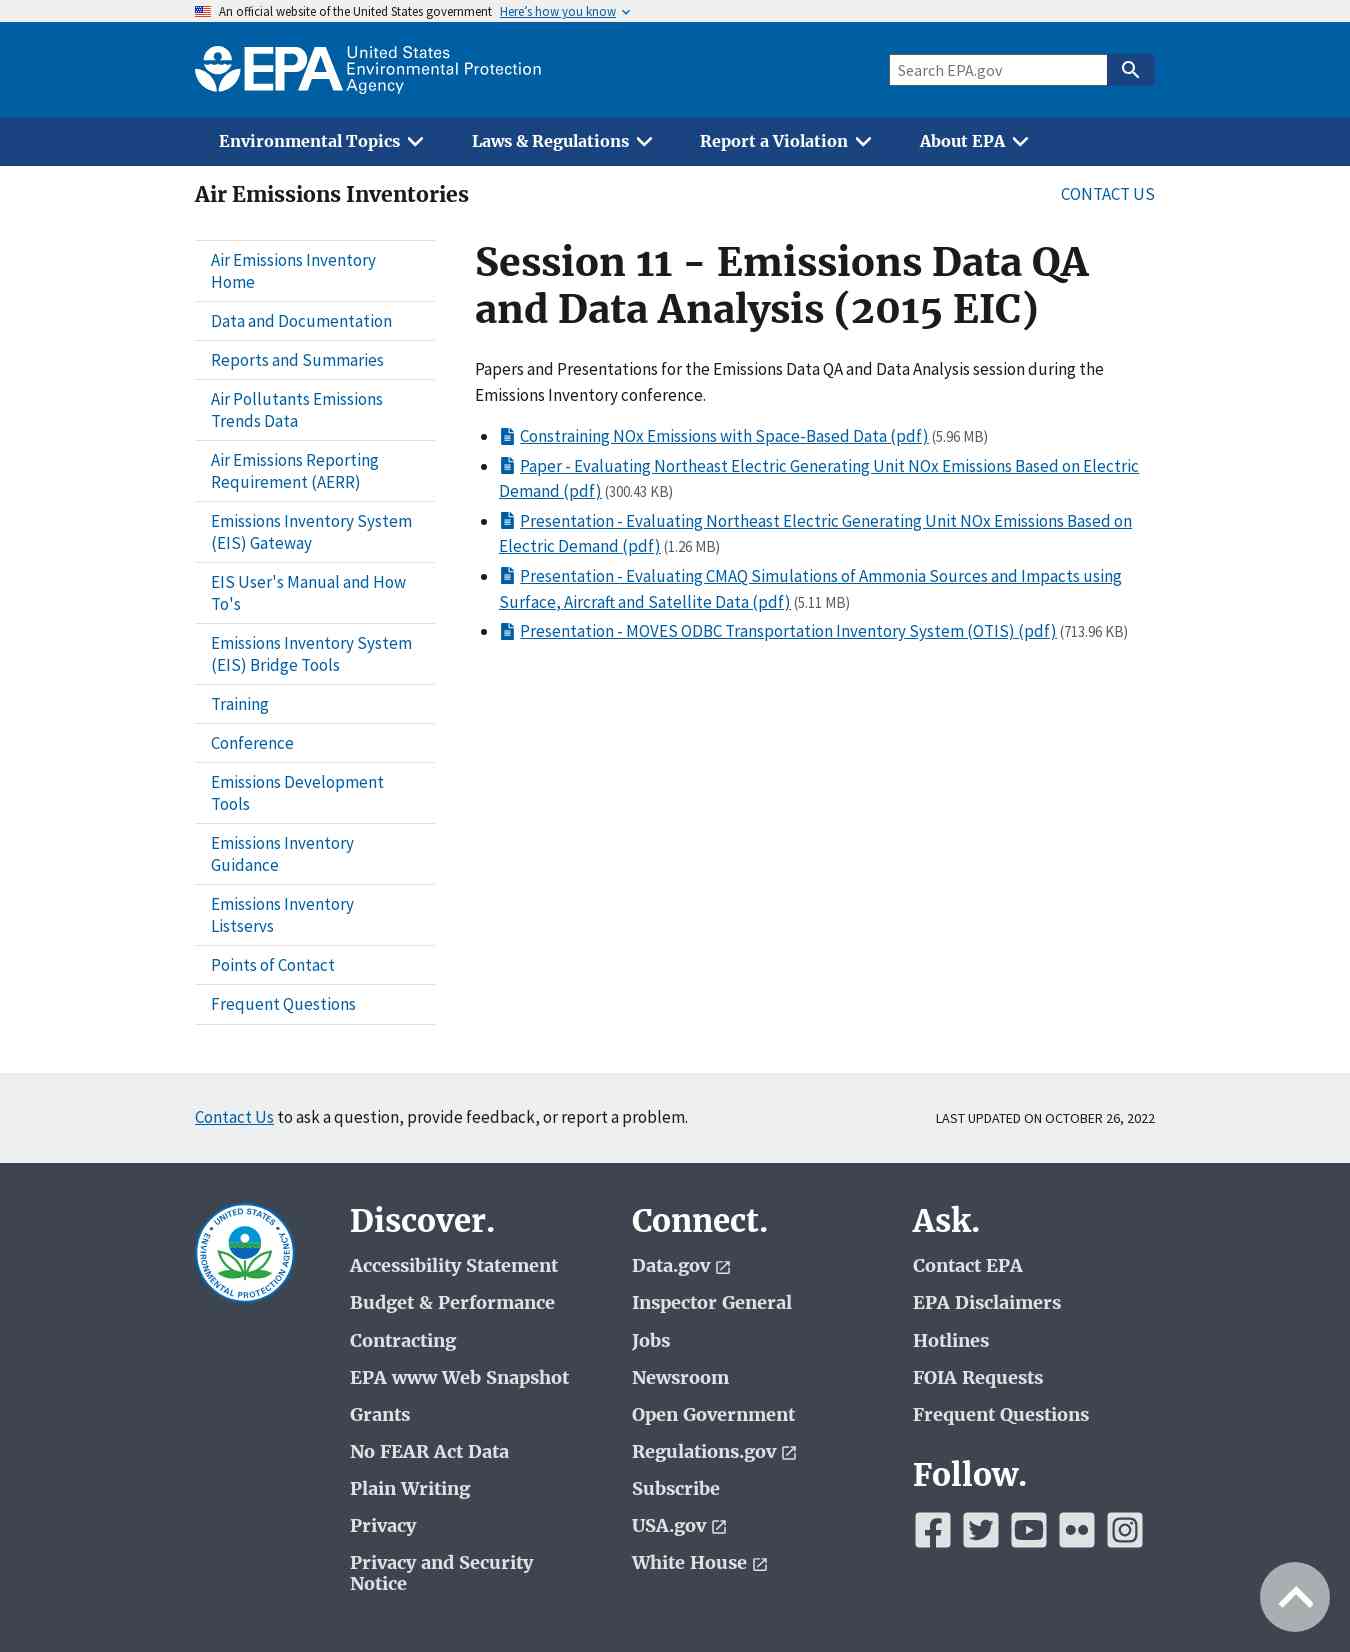 An official website of the United States government Here's how you know
EPA United States
Environmental Protection
Agency
Search EPA.gov
Environmental Topics Laws & Regulations Report a Violation About EPA
Air Emissions Inventories
CONTACT US
Air Emissions Inventory
Home
Data and Documentation
Reports and Summaries
Air Pollutants Emissions
Trends Data
Air Emissions Reporting
Requirement (AERR)
Emissions Inventory System
(EIS) Gateway
EIS User's Manual and How
To's
Emissions Inventory System
(EIS) Bridge Tools
Training
Conference
Emissions Development
Tools
Emissions Inventory
Guidance
Emissions Inventory
Listservs
Points of Contact
Frequent Questions
Session 11 - Emissions Data QA
and Data Analysis (2015 EIC)
Papers and Presentations for the Emissions Data QA and Data Analysis session during the
Emissions Inventory conference.
Constraining NOx Emissions with Space-Based Data (pdf) (5.96 MB)
Paper - Evaluating Northeast Electric Generating Unit NOx Emissions Based on Electric
Demand (pdf) (300.43 KB)
Presentation - Evaluating Northeast Electric Generating Unit NOx Emissions Based on
Electric Demand (pdf) (1.26 MB)
Presentation - Evaluating CMAQ Simulations of Ammonia Sources and Impacts using
Surface, Aircraft and Satellite Data (pdf) (5.11 MB)
Presentation - MOVES ODBC Transportation Inventory System (OTIS) (pdf) (713.96 KB)
Contact Us to ask a question, provide feedback, or report a problem.
LAST UPDATED ON OCTOBER 26, 2022
UNITED STATES
ENVIRONMENTAL PROTECTION AGENCY
Discover.
Accessibility Statement
Budget & Performance
Contracting
EPA www Web Snapshot
Grants
No FEAR Act Data
Plain Writing
Privacy
Privacy and Security
Notice
Connect.
Data.gov
Inspector General
Jobs
Newsroom
Open Government
Regulations.gov
Subscribe
USA.gov
White House
Ask.
Contact EPA
EPA Disclaimers
Hotlines
FOIA Requests
Frequent Questions
Follow.